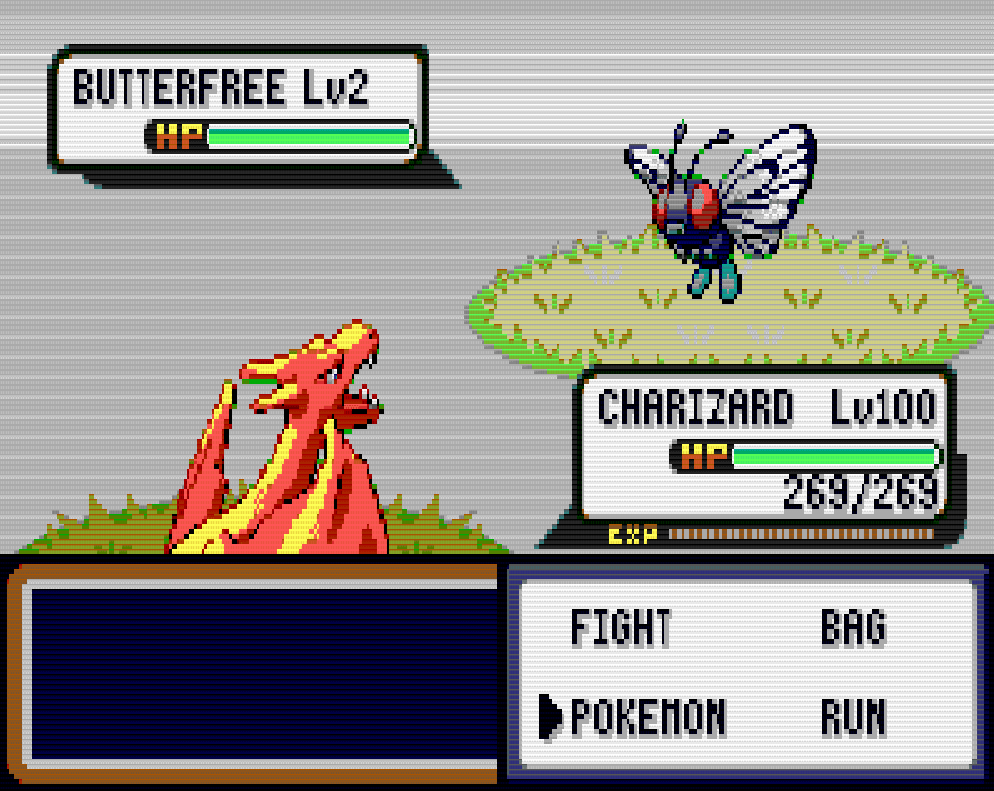 BUTTERFREE Lv2
HP
CHARIZARD Lv100
HP
269/269
EXP
FIGHT BAG
POKEMON RUN